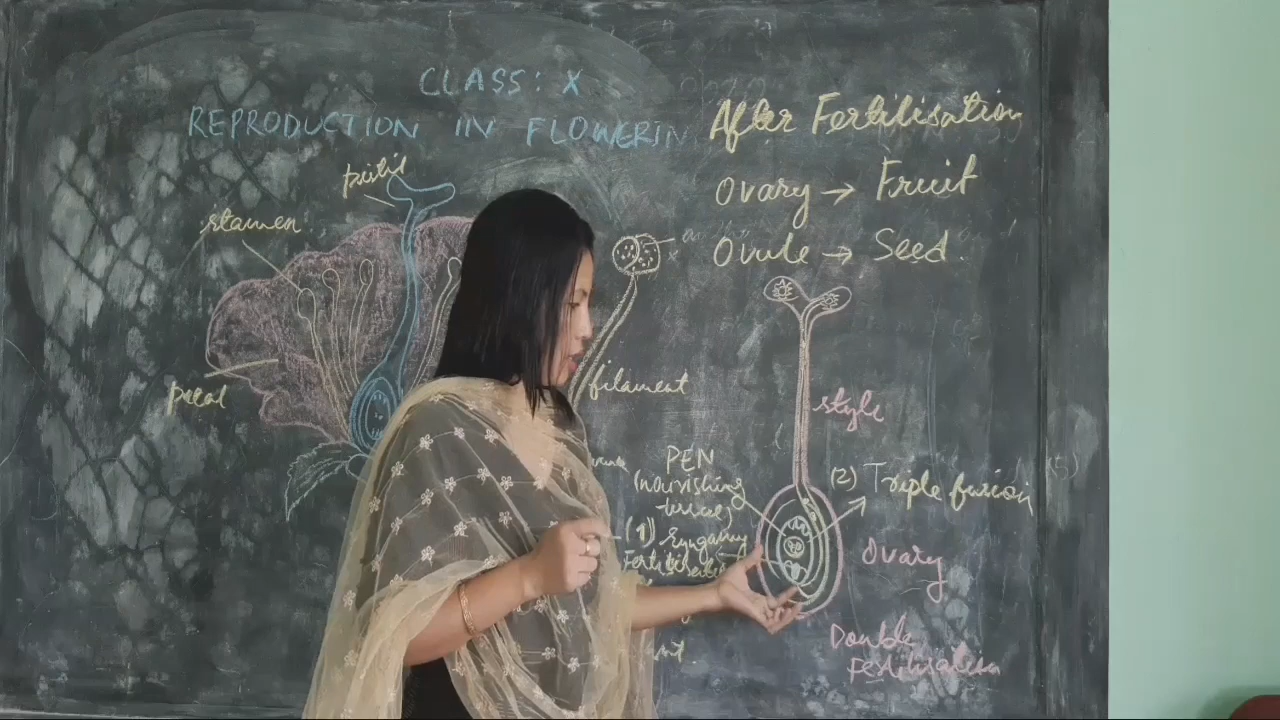 CLASS: X
REPRODUCTION IN FLOWERIN
After Fertilisation
Ovary → Fruit
Ovule → Seed.
pistil
stamen
petal
filament
style
PEN
(nourishing
tissue)
(1) Syngamy
Fertilisation
(2) Triple fusion
Ovary
Double
Fertilisation